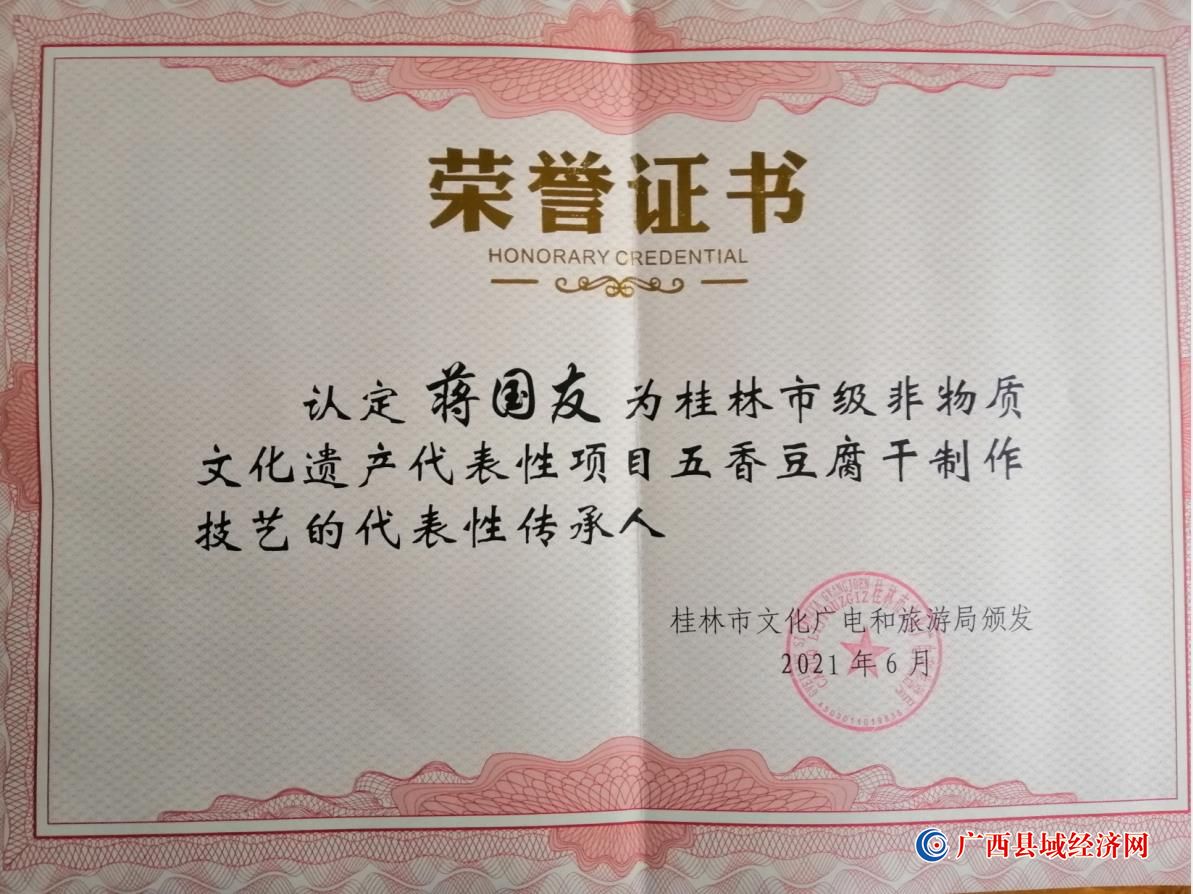 荣誉证书
HONORARY CREDENTIAL
认定 蒋国友 为桂林市级非物质
文化遗产代表性项目五香豆腐干制作
技艺的代表性传承人
桂林市文化广电和旅游局颁发
2021年6月
广西县域经济网